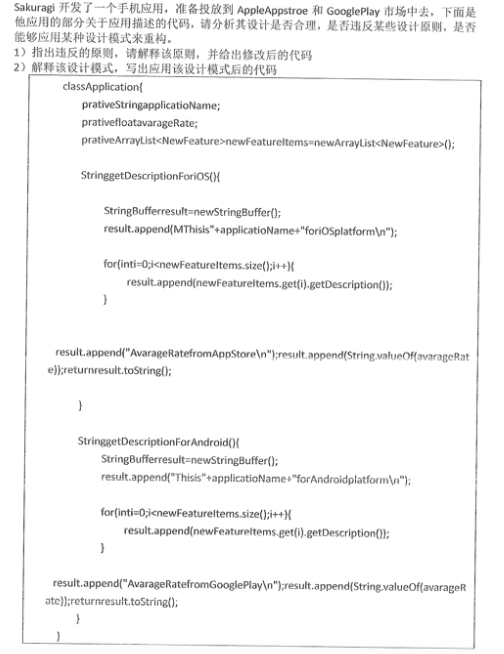 Sakuragi 开发了一个手机应用，准备投放到 AppleAppstroe 和 GooglePlay 市场中去，下面是
他应用的部分关于应用描述的代码，请分析其设计是否合理，是否违反某些设计原则，是否
能够应用某种设计模式来重构。
1）指出违反的原则，请解释该原则，并给出修改后的代码
2）解释该设计模式，写出应用该设计模式后的代码
classApplication{
prativeStringapplicatioName;
prativefloatavarageRate;
prativeArrayList<NewFeature>newFeatureItems=newArrayList<NewFeature>();
StringgetDescriptionForiOS(){
StringBufferresult=newStringBuffer();
result.append(MThisis"+applicatioName+"foriOSplatform\n");
for(inti=0;i<newFeatureItems.size();i++){
result.append(newFeatureItems.get(i).getDescription());
}
result.append("AvarageRatefromAppStore\n");result.append(String.valueOf(avarageRat
e));returnresult.toString();
}
StringgetDescriptionForAndroid(){
StringBufferresult=newStringBuffer();
result.append("Thisis"+applicatioName+"forAndroidplatform\n");
for(inti=0;i<newFeatureItems.size();i++){
result.append(newFeatureItems.get(i).getDescription());
}
result.append("AvarageRatefromGooglePlay\n");result.append(String.valueOf(avarageR
ate));returnresult.toString();
}
}